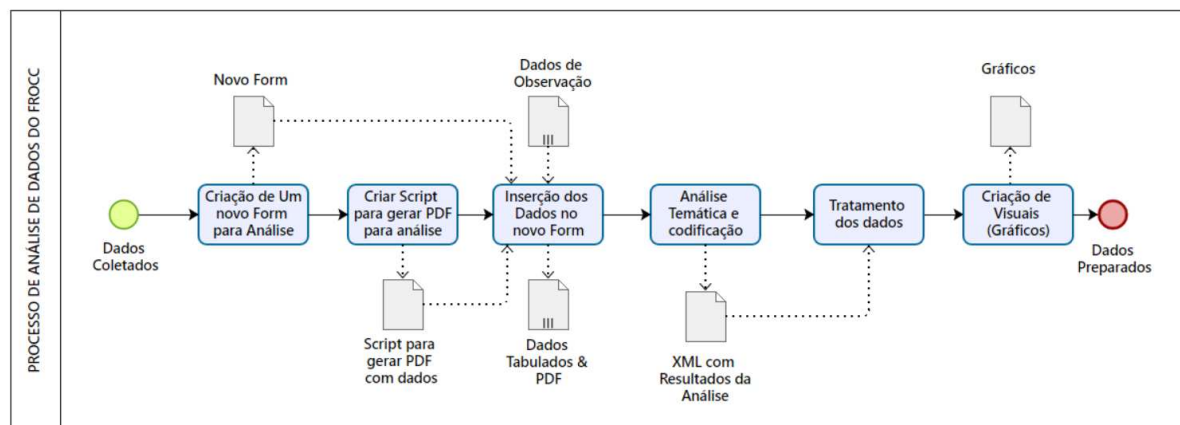 PROCESSO DE ANÁLISE DE DADOS DO FROCC
Novo Form
Dados de
Observação
Gráficos
Criação de Um
novo Form
para Análise
Criar Script
para gerar PDF
para análise
Inserção dos
Dados no
novo Form
Análise
Temática e
codificação
Tratamento
dos dados
Criação de
Visuais
(Gráficos)
Dados
Coletados
Dados
Preparados
Script para
gerar PDF
com dados
Dados
Tabulados &
PDF
XML com
Resultados da
Análise